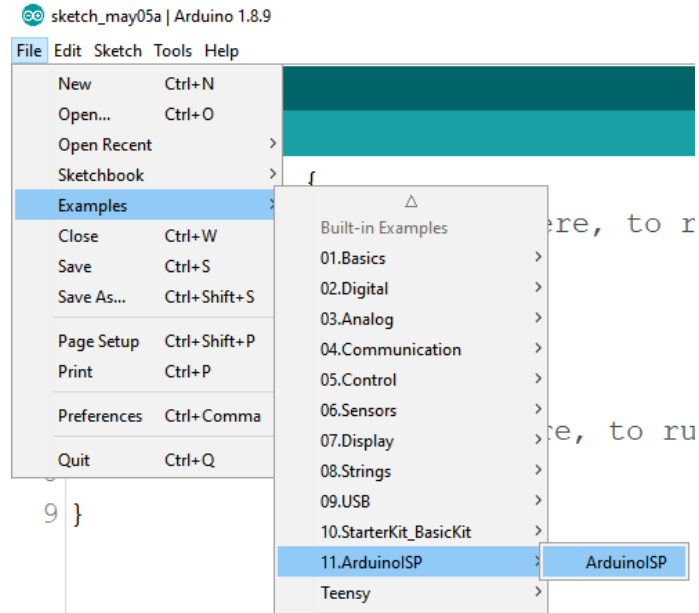 sketch_may05a | Arduino 1.8.9
File Edit Sketch Tools Help
New Ctrl+N
Open... Ctrl+O
Open Recent
Sketchbook
Examples
Close Ctrl+W
Save Ctrl+S
Save As... Ctrl+Shift+S
Page Setup Ctrl+Shift+P
Print Ctrl+P
Preferences Ctrl+Comma
Quit Ctrl+Q
Built-in Examples
01.Basics
02.Digital
03.Analog
04.Communication
05.Control
06.Sensors
07.Display
08.Strings
09.USB
10.StarterKit_BasicKit
11.ArduinoISP
Teensy
ArduinoISP
{
ere, to r
re, to ru
9 }